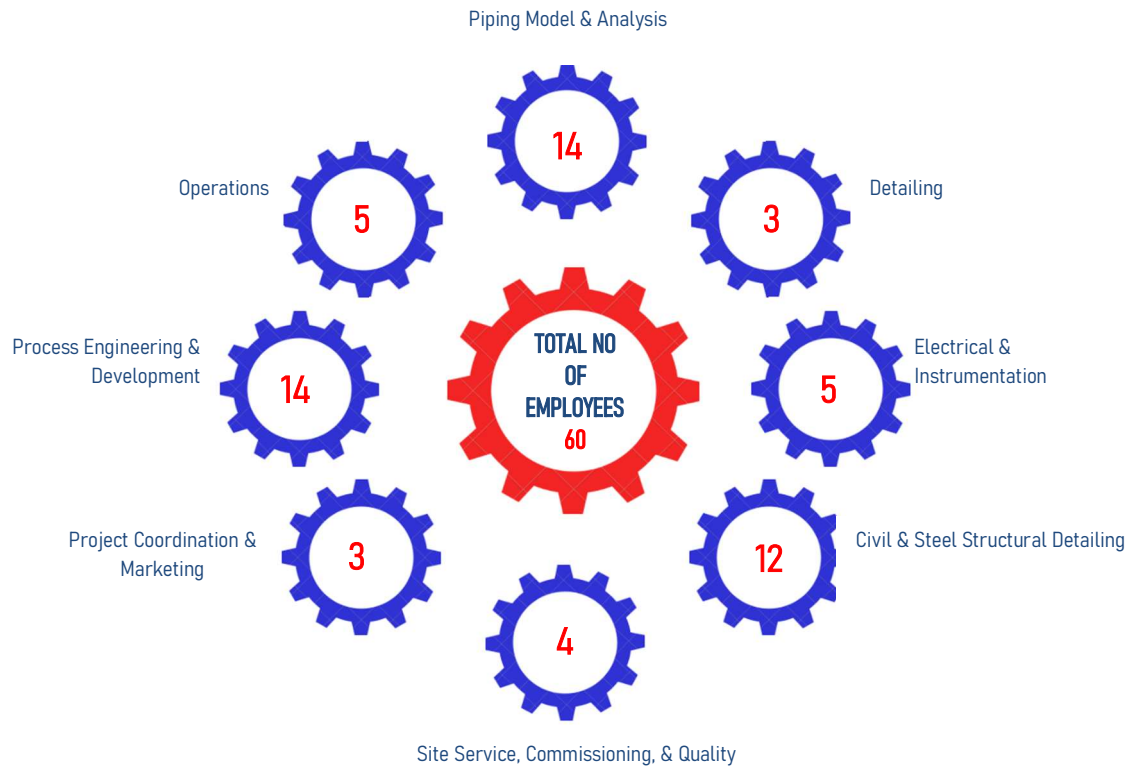 Piping Model & Analysis
14
Operations
5
Detailing
3
Process Engineering &
Development
14
TOTAL NO
OF
EMPLOYEES
60
Electrical &
Instrumentation
5
Project Coordination &
Marketing
3
Civil & Steel Structural Detailing
12
4
Site Service, Commissioning, & Quality